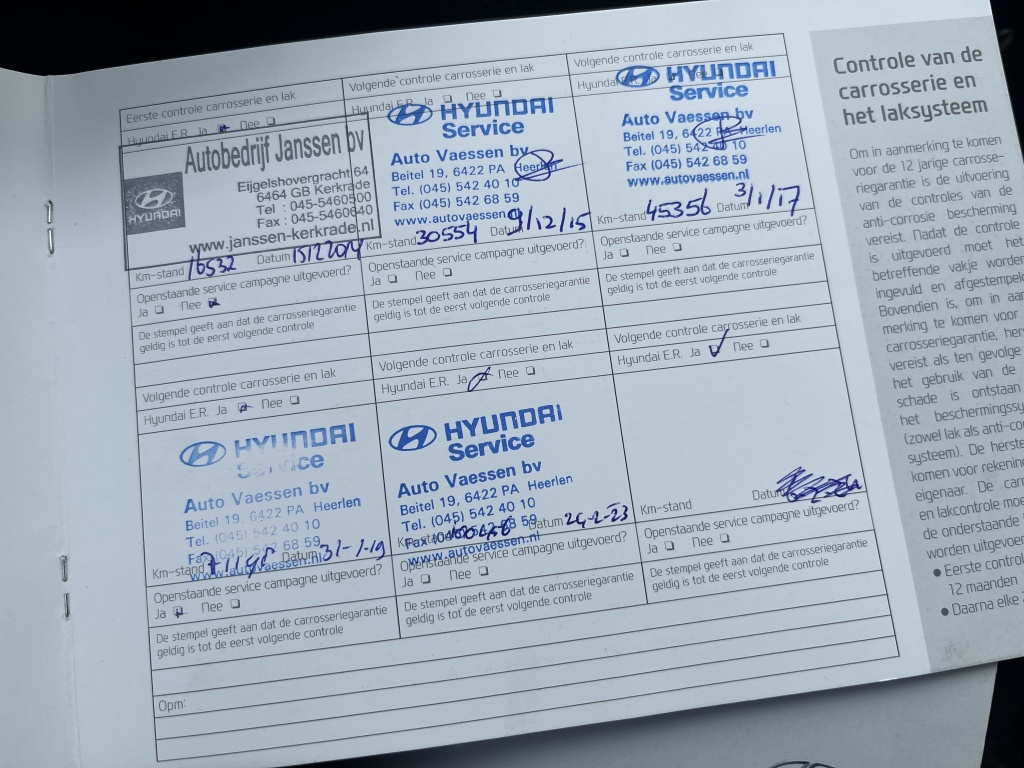 Eerste controle carrosserie en lak
Hyundai E.R. Ja Nee
Autobedrijf Janssen bv
Eijgelshovergracht 64
6464 GB Kerkrade
Tel : 045-5460500
Fax : 045-5460640
HYUNDAI
www.janssen-kerkrade.nl
Km-stand 16532 Datum 15122014
Openstaande service campagne uitgevoerd?
Ja Nee
De stempel geeft aan dat de carrosseriegarantie
geldig is tot de eerst volgende controle
Volgende controle carrosserie en lak
Hyundai E.R. Ja Nee
HYUNDAI
Service
Auto Vaessen bv
Beitel 19, 6422 PA Heerlen
Tel. (045) 542 40 10
Fax (045) 542 68 59
www.autovaessen
Km-stand 30554 Datum 9/12/15
Openstaande service campagne uitgevoerd?
Ja Nee
De stempel geeft aan dat de carrosseriegarantie
geldig is tot de eerst volgende controle
Volgende controle carrosserie en lak
Hyundai
HYUNDAI
Service
Auto Vaessen bv
Beitel 19, 6422 PA Heerlen
Tel. (045) 542 40 10
Fax (045) 542 68 59
www.autovaessen.nl
Km-stand 45356 Datum 3/1/17
Openstaande service campagne uitgevoerd?
Ja Nee
De stempel geeft aan dat de carrosseriegarantie
geldig is tot de eerst volgende controle
Volgende controle carrosserie en lak
Hyundai E.R. Ja Nee
HYUNDAI
Service
Auto Vaessen bv
Beitel 19, 6422 PA Heerlen
Tel. (045) 542 40 10
Fax (045) 542 68 59
www.autovaessen.nl
Km-stand Datum 31-1-19
Openstaande service campagne uitgevoerd?
Ja Nee
De stempel geeft aan dat de carrosseriegarantie
geldig is tot de eerst volgende controle
Volgende controle carrosserie en lak
Hyundai E.R. Ja Nee
HYUNDAI
Service
Auto Vaessen bv
Beitel 19, 6422 PA Heerlen
Tel. (045) 542 40 10
Fax (045) 542 68 59
www.autovaessen.nl
Datum 24-2-23
Openstaande service campagne uitgevoerd?
Ja Nee
De stempel geeft aan dat de carrosseriegarantie
geldig is tot de eerst volgende controle
Volgende controle carrosserie en lak
Hyundai E.R. Ja Nee
Km-stand Datum
Openstaande service campagne uitgevoerd?
Ja Nee
De stempel geeft aan dat de carrosseriegarantie
geldig is tot de eerst volgende controle
Opm:
Controle van de
carrosserie en
het laksysteem
Om in aanmerking te komen
voor de 12 jarige carrosse-
riegarantie is de uitvoering
van de controles van de
anti-corrosie bescherming
vereist. Nadat de controle
is uitgevoerd moet het
betreffende vakje worden
ingevuld en afgestempeld
Bovendien is, om in aan
merking te komen voor
carrosseriegarantie, her
vereist als ten gevolge
het gebruik van de
schade is ontstaan
het beschermingssy
(zowel lak als anti-cor
systeem). De herste
komen voor rekening
eigenaar. De carr
en lakcontrole moe
de onderstaande
worden uitgevoer
• Eerste control
12 maanden
• Daarna elke